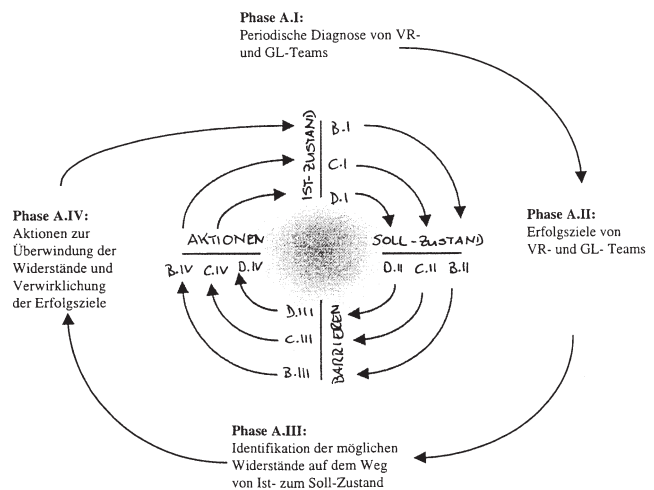 Phase A.I:
Periodische Diagnose von VR-
und GL-Teams
IST-ZUSTAND
B.I
C.I
D.I
Phase A.IV:
Aktionen zur
Überwindung der
Widerstände und
Verwirklichung
der Erfolgsziele
AKTIONEN
B.IV C.IV D.IV
SOLL-ZUSTAND
D.II C.II B.II
Phase A.II:
Erfolgsziele von
VR- und GL- Teams
D.III
C.III
B.III
BARRIEREN
Phase A.III:
Identifikation der möglichen
Widerstände auf dem Weg
von Ist- zum Soll-Zustand